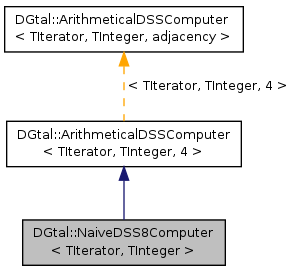 DGtal::ArithmeticalDSSComputer
< TIterator, TInteger, adjacency >
< TIterator, TInteger, 4 >
DGtal::ArithmeticalDSSComputer
< TIterator, TInteger, 4 >
DGtal::NaiveDSS8Computer
< TIterator, TInteger >